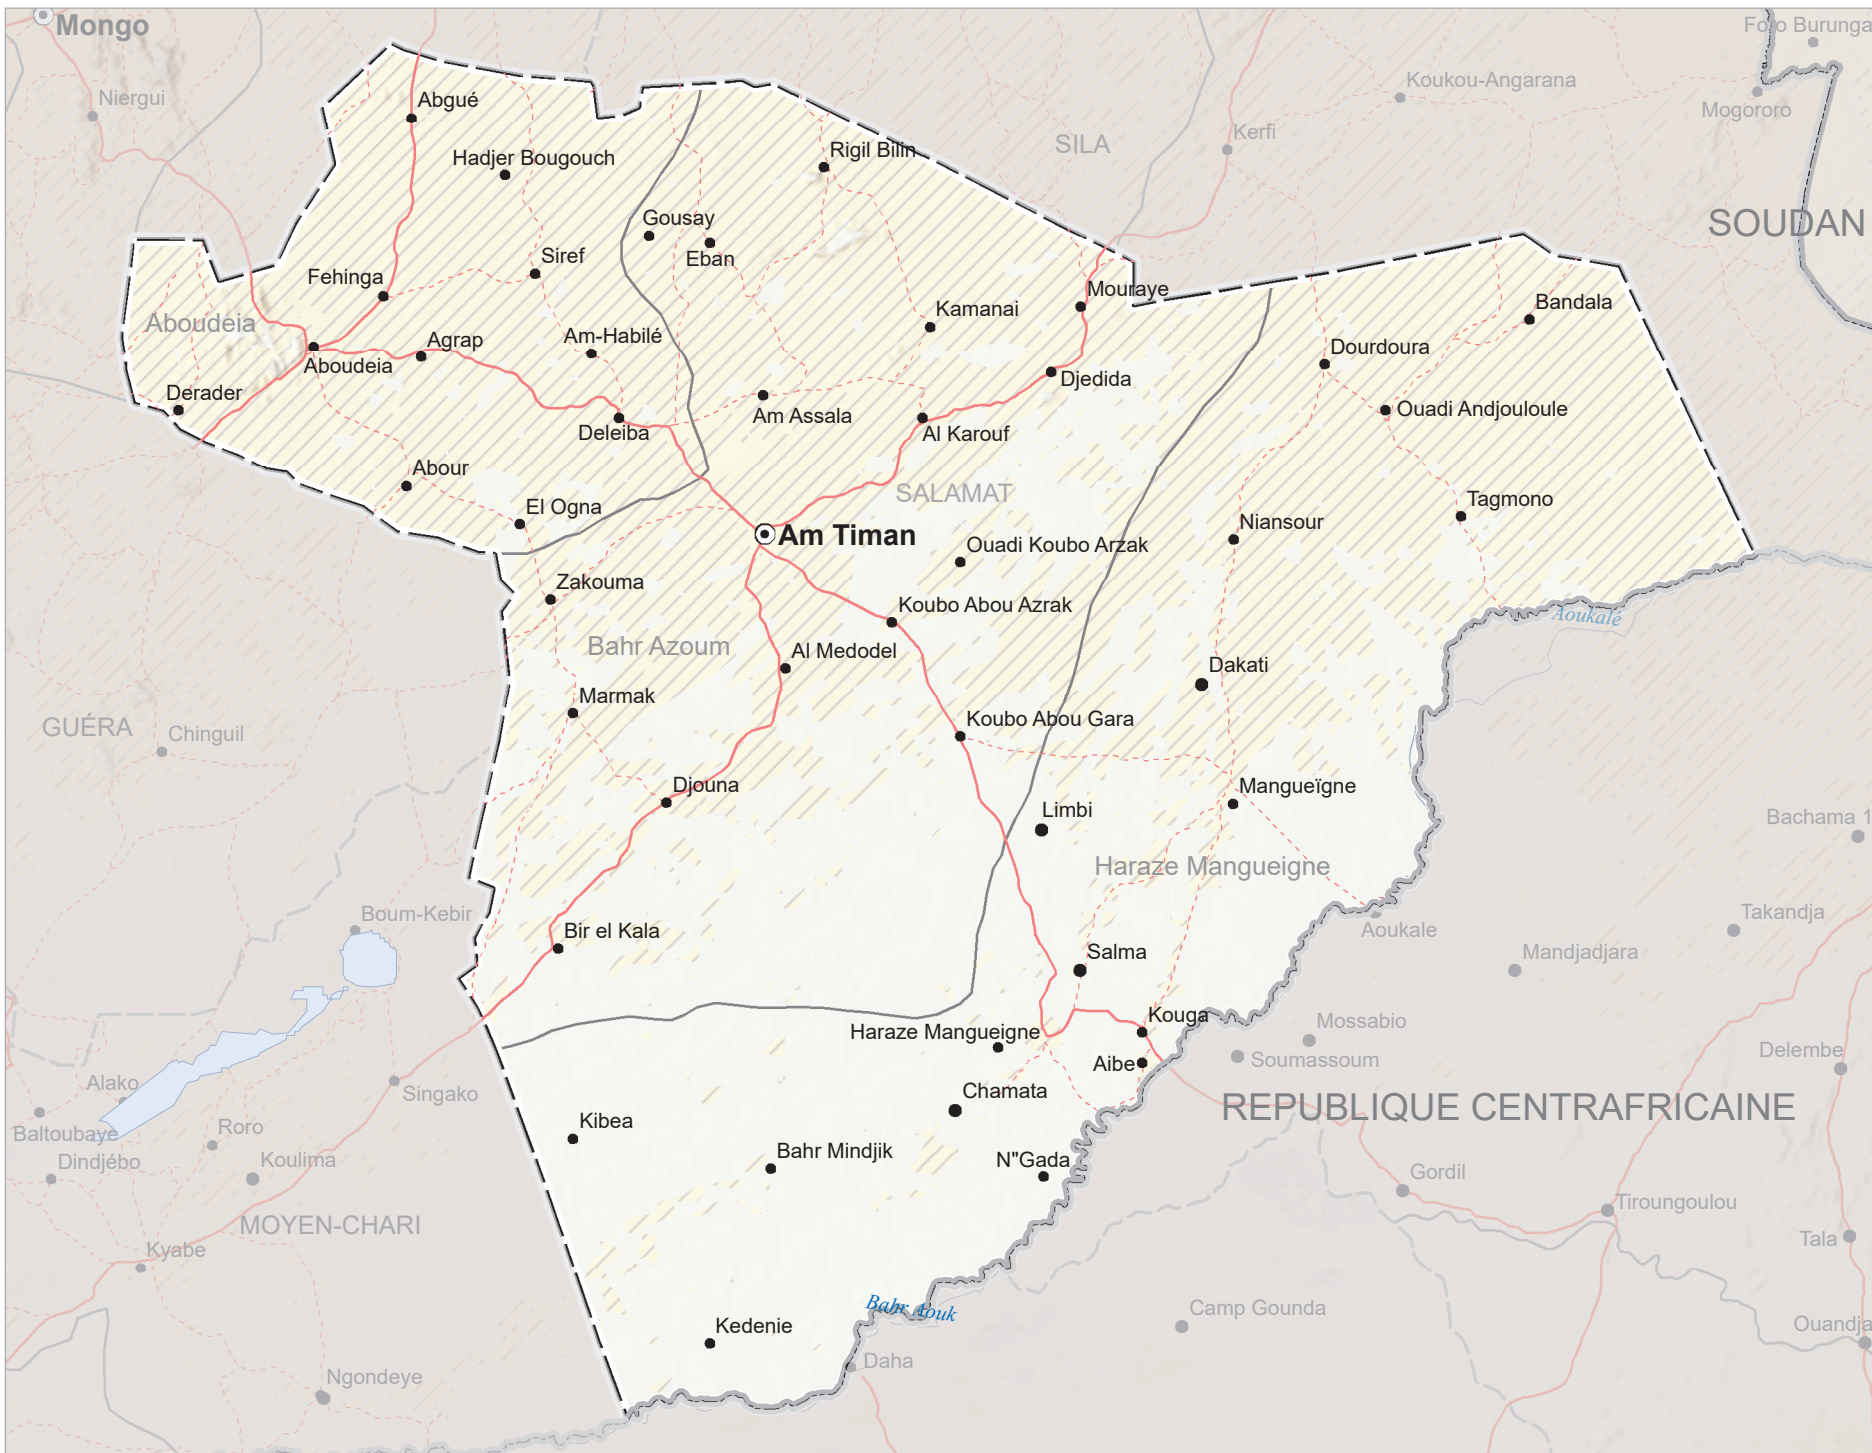 Mongo
Foro Burunga
Niergui
Abgué
Koukou-Angarana
Mogororo
Kerfi
SILA
Hadjer Bougouch
Rigil Bilin
Gousay
SOUDAN
Eban
Siref
Fehinga
Mouraye
Bandala
Kamanai
Aboudeia
Am-Habilé
Agrap
Dourdoura
Aboudeia
Djedida
Derader
Am Assala
Ouadi Andjouloule
Deleiba
Al Karouf
Abour
SALAMAT
Tagmono
El Ogna
Niansour
Am Timan
Ouadi Koubo Arzak
Zakouma
Koubo Abou Azrak
Aoukalé
Bahr Azoum
Al Medodel
Dakati
Marmak
Koubo Abou Gara
GUÉRA
Chinguil
Djouna
Mangueïgne
Limbi
Bachama 1
Haraze Mangueigne
Boum-Kebir
Takandja
Bir el Kala
Aoukale
Salma
Mandjadjara
Kouga
Mossabio
Haraze Mangueigne
Delembe
Aibe
Soumassoum
Alako
Singako
Chamata
REPUBLIQUE CENTRAFRICAINE
Kibea
Roro
Baltoubaye
Bahr Mindjik
Koulima
Dindjébo
N"Gada
Gordil
Tiroungoulou
MOYEN-CHARI
Tala
Kyabe
Bahr Aouk
Camp Gounda
Kedenie
Ouandja
Daha
Ngondeye